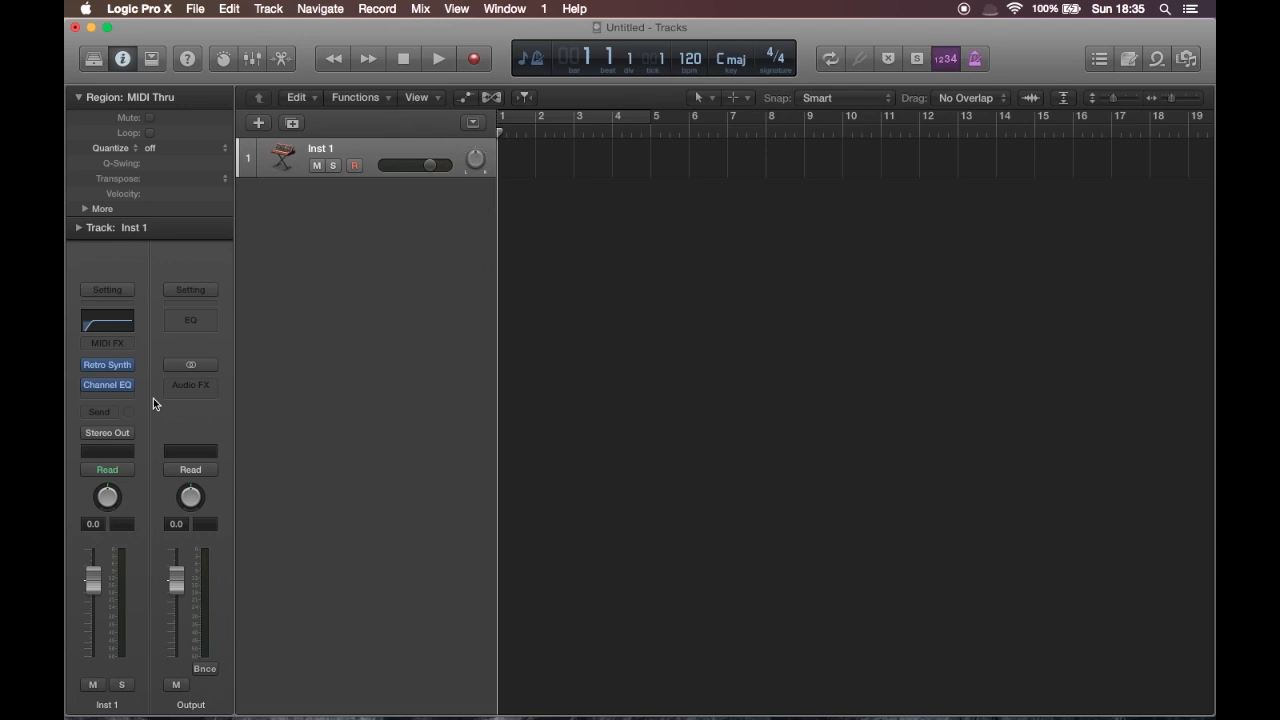 Logic Pro X File Edit Track Navigate Record Mix View Window 1 Help 100% Sun 18:35
Untitled - Tracks
001 1 1 001 120 C maj 4/4
bar beat div tick bpm key signature
S 1234
Region: MIDI Thru
Edit Functions View Snap: Smart Drag: No Overlap
Mute:
Loop:
Quantize off
Q-Swing:
Transpose:
Velocity:
More
Track: Inst 1
1 2 3 4 5 6 7 8 9 10 11 12 13 14 15 16 17 18 19
1 Inst 1
M S R
L R
Setting Setting
EQ
MIDI FX
Retro Synth
Channel EQ Audio FX
Send
Stereo Out
Read Read
0.0 0.0
Bnce
M S M
Inst 1 Output